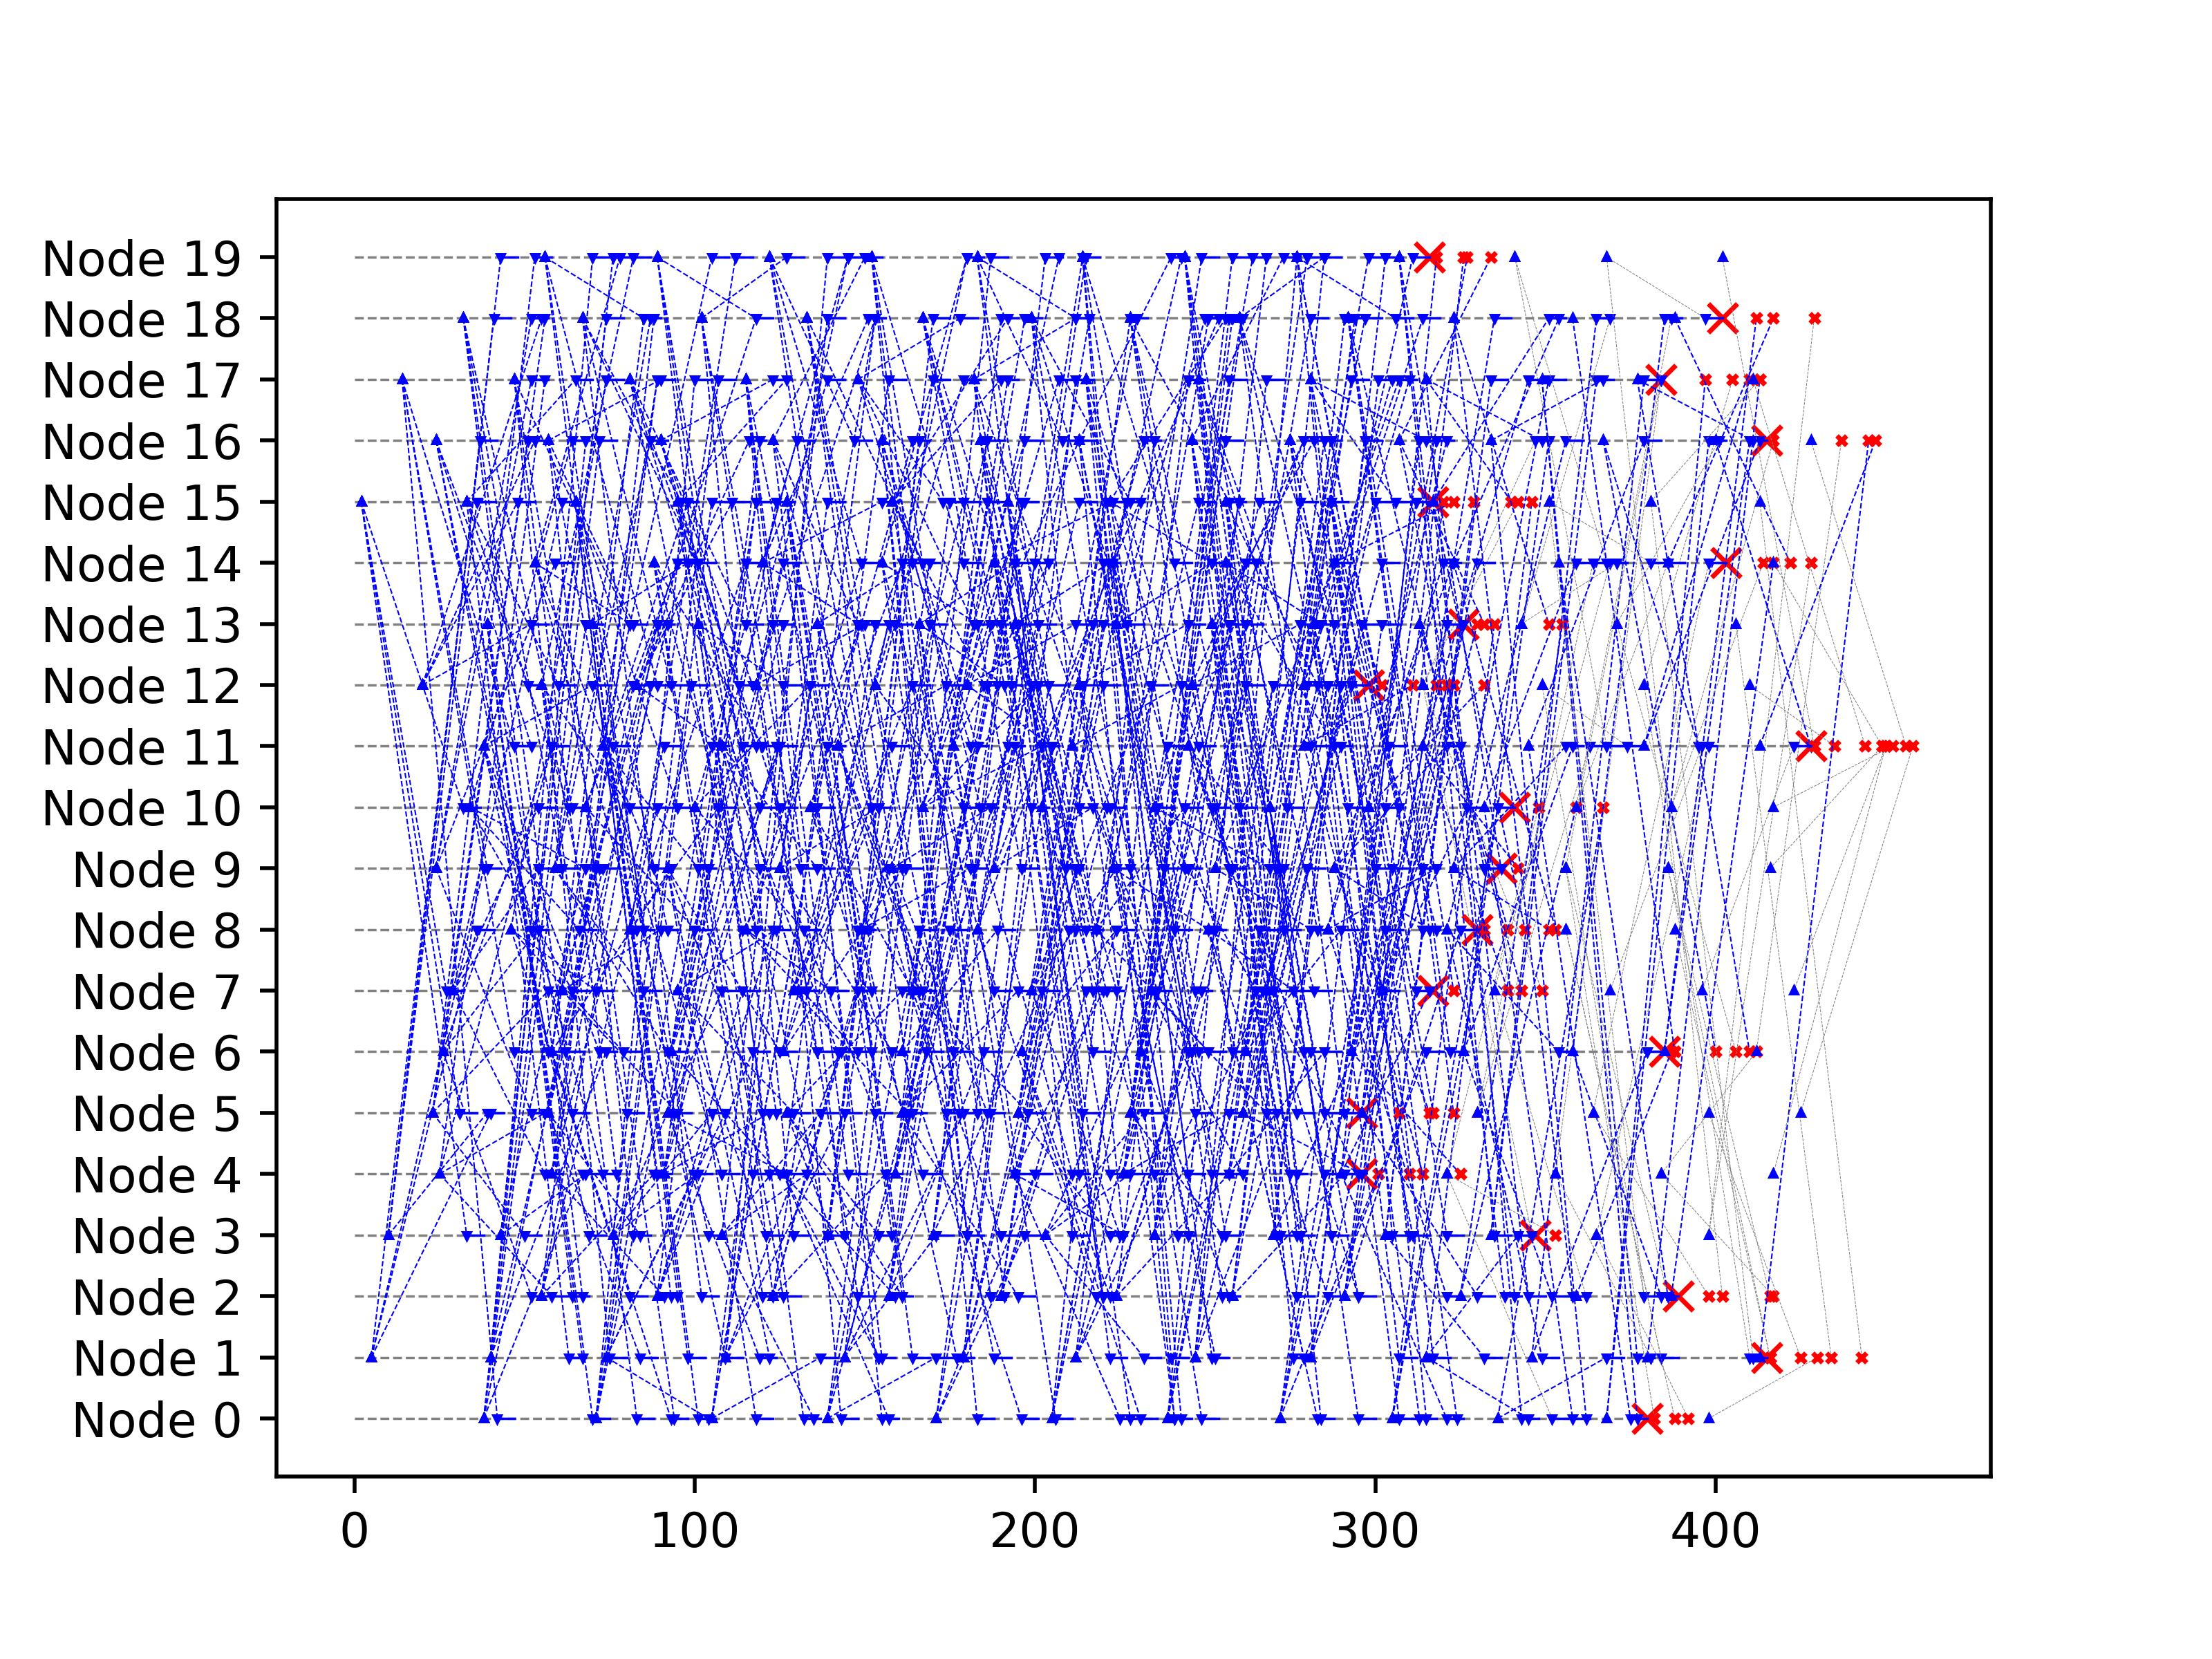 Node 19
Node 18
Node 17
Node 16
Node 15
Node 14
Node 13
Node 12
Node 11
Node 10
Node 9
Node 8
Node 7
Node 6
Node 5
Node 4
Node 3
Node 2
Node 1
Node 0
0 100 200 300 400